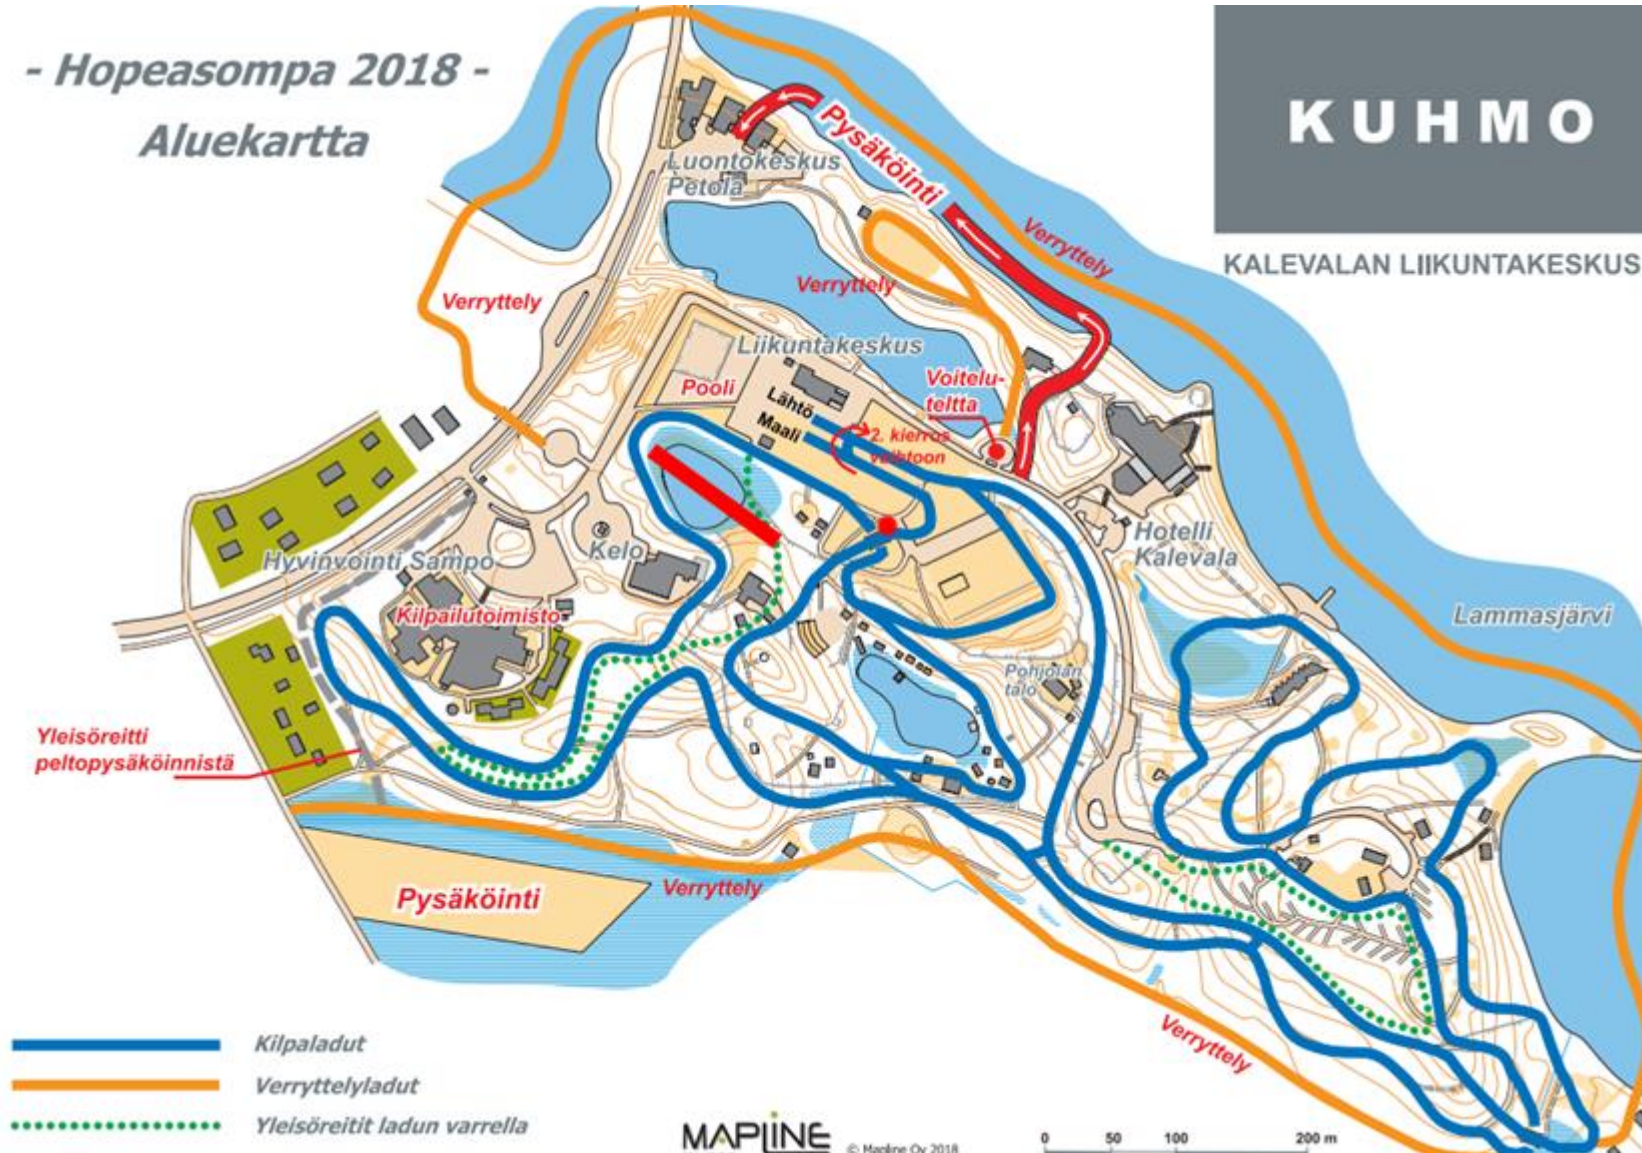 - Hopeasompa 2018 -
Aluekartta
KUHMO
KALEVALAN LIIKUNTAKESKUS
Pysäköinti
Luontokeskus
Petola
Verryttely
Verryttely
Verryttely
Liikuntakeskus
Pooli
Voitelu-
teltta
Lähtö
Maali
2. kierros
vaihtoon
Hotelli
Kalevala
Hyvinvointi Sampo
Kelo
Kilpailutoimisto
Lammasjärvi
Pohjolan
talo
Yleisöreitti
peltopysäköinnistä
Pysäköinti
Verryttely
Verryttely
Kilpaladut
Verryttelyladut
Yleisöreitit ladun varrella
MAPLINE
© Mapline Oy 2018
0 50 100 200 m